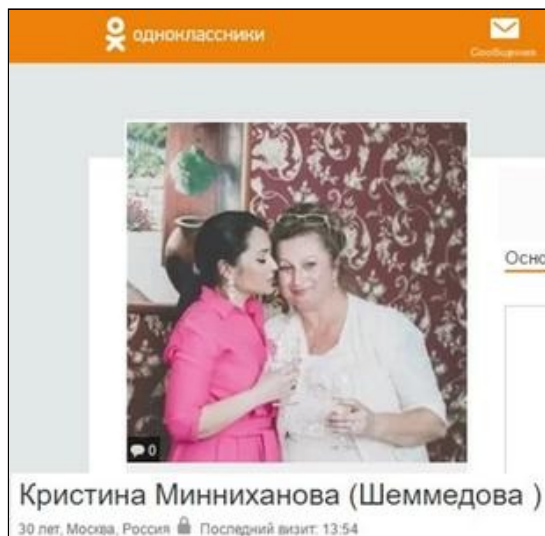 одноклассники
Сообщения
Осно
0
Кристина Минниханова (Шеммедова )
30 лет, Москва, Россия Последний визит: 13:54